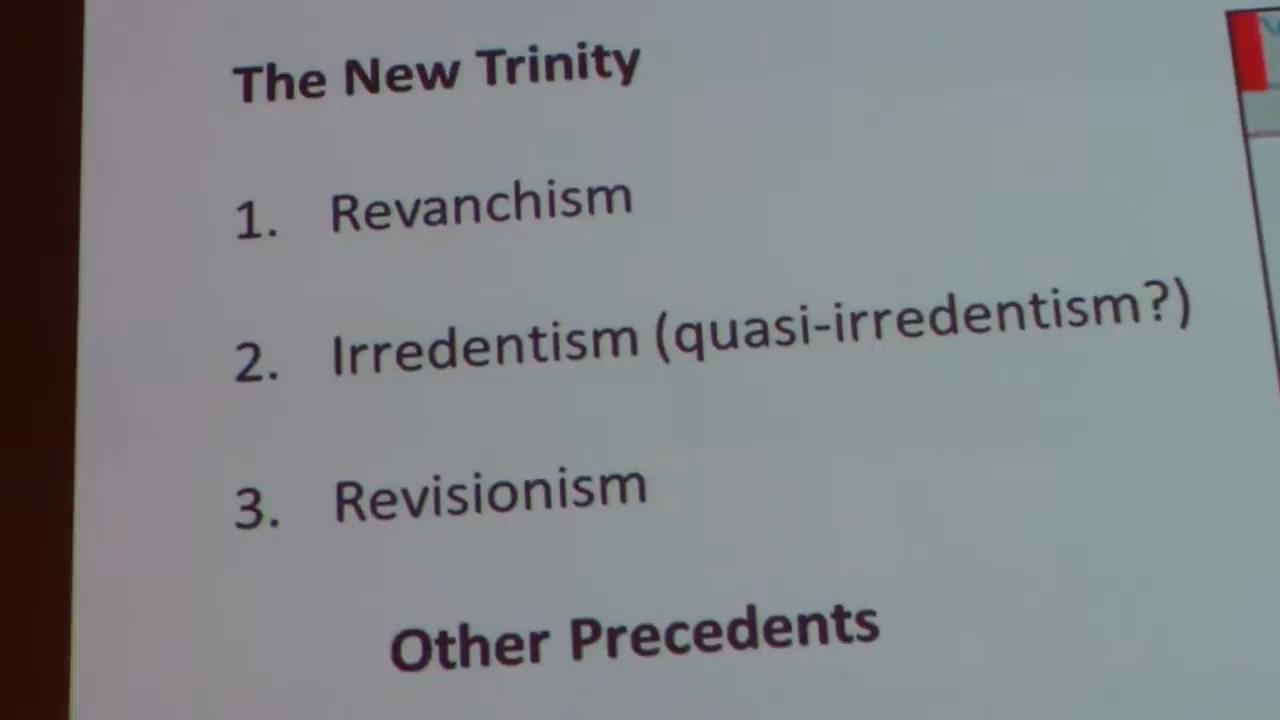 The New Trinity
1. Revanchism
2. Irredentism (quasi-irredentism?)
3. Revisionism
Other Precedents